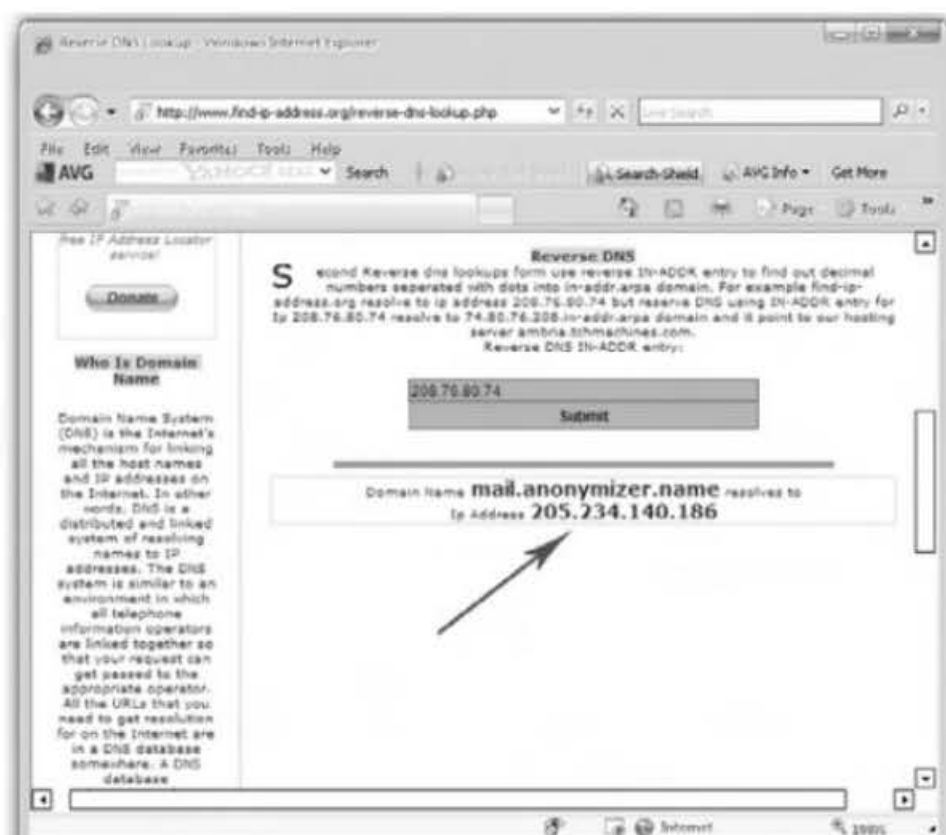 Reverse DNS Lookup - Windows Internet Explorer
http://www.find-ip-address.org/reverse-dns-lookup.php
Live Search
File Edit View Favorites Tools Help
AVG
Search
Search-Shield
AVG Info
Get More
Page
Tools
free IP Address Locator
service!
Donate
Who Is Domain
Name
Domain Name System
(DNS) is the Internet's
mechanism for linking
all the host names
and IP addresses on
the Internet. In other
words, DNS is a
distributed and linked
system of resolving
names to IP
addresses. The DNS
system is similar to an
environment in which
all telephone
information operators
are linked together so
that your request can
get passed to the
appropriate operator.
All the URLs that you
need to get resolution
for on the Internet are
in a DNS database
somewhere. A DNS
database
Reverse DNS
Second Reverse dns lookups form use reverse IN-ADDR entry to find out decimal
numbers seperated with dots into in-addr.arpa domain. For example find-ip-
address.org resolve to ip address 208.76.80.74 but reserve DNS using IN-ADDR entry for
Ip 208.76.80.74 resolve to 74.80.76.208.in-addr.arpa domain and it point to our hosting
server ambria.tchmachines.com.
Reverse DNS IN-ADDR entry:
208.76.80.74
Submit
Domain Name mail.anonymizer.name resolves to
Ip Address 205.234.140.186
Internet